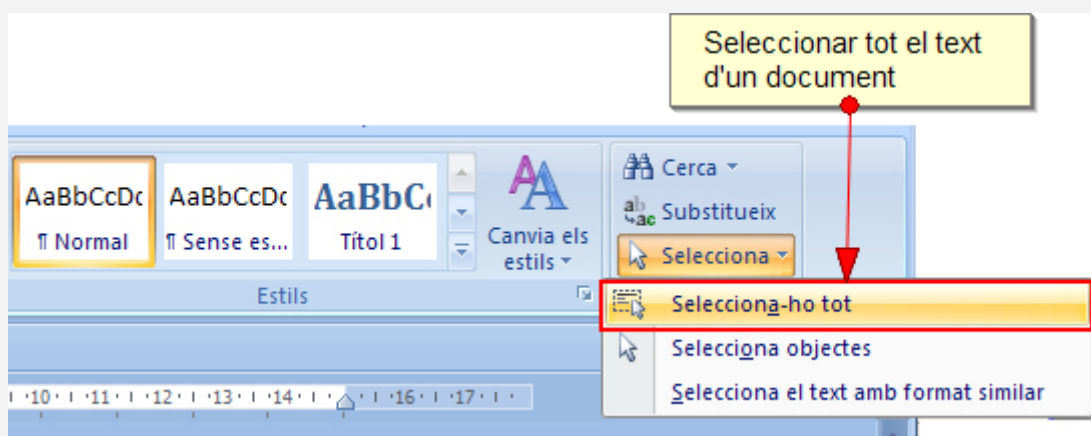 Seleccionar tot el text
d'un document
AaBbCcDc AaBbCcDc AaBbC
¶ Normal ¶ Sense es... Títol 1
Canvia els
estils
Estils
Cerca
Substitueix
Selecciona
Selecciona-ho tot
Selecciona objectes
Selecciona el text amb format similar
·10· ·11· ·12· ·13· ·14· ·16· ·17·